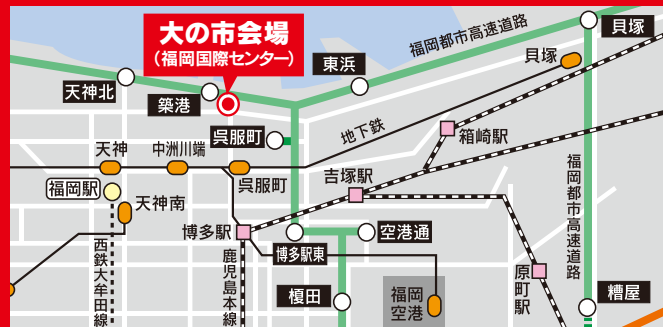 大の市会場
（福岡国際センター）
福岡都市高速道路
貝塚
東浜
貝塚
天神北
築港
呉服町
地下鉄
箱崎駅
天神
中洲川端
呉服町
吉塚駅
福岡都市高速道路
福岡駅
天神南
博多駅
空港通
博多駅東
西鉄大牟田線
鹿児島本線
榎田
福岡
空港
原町駅
糟屋